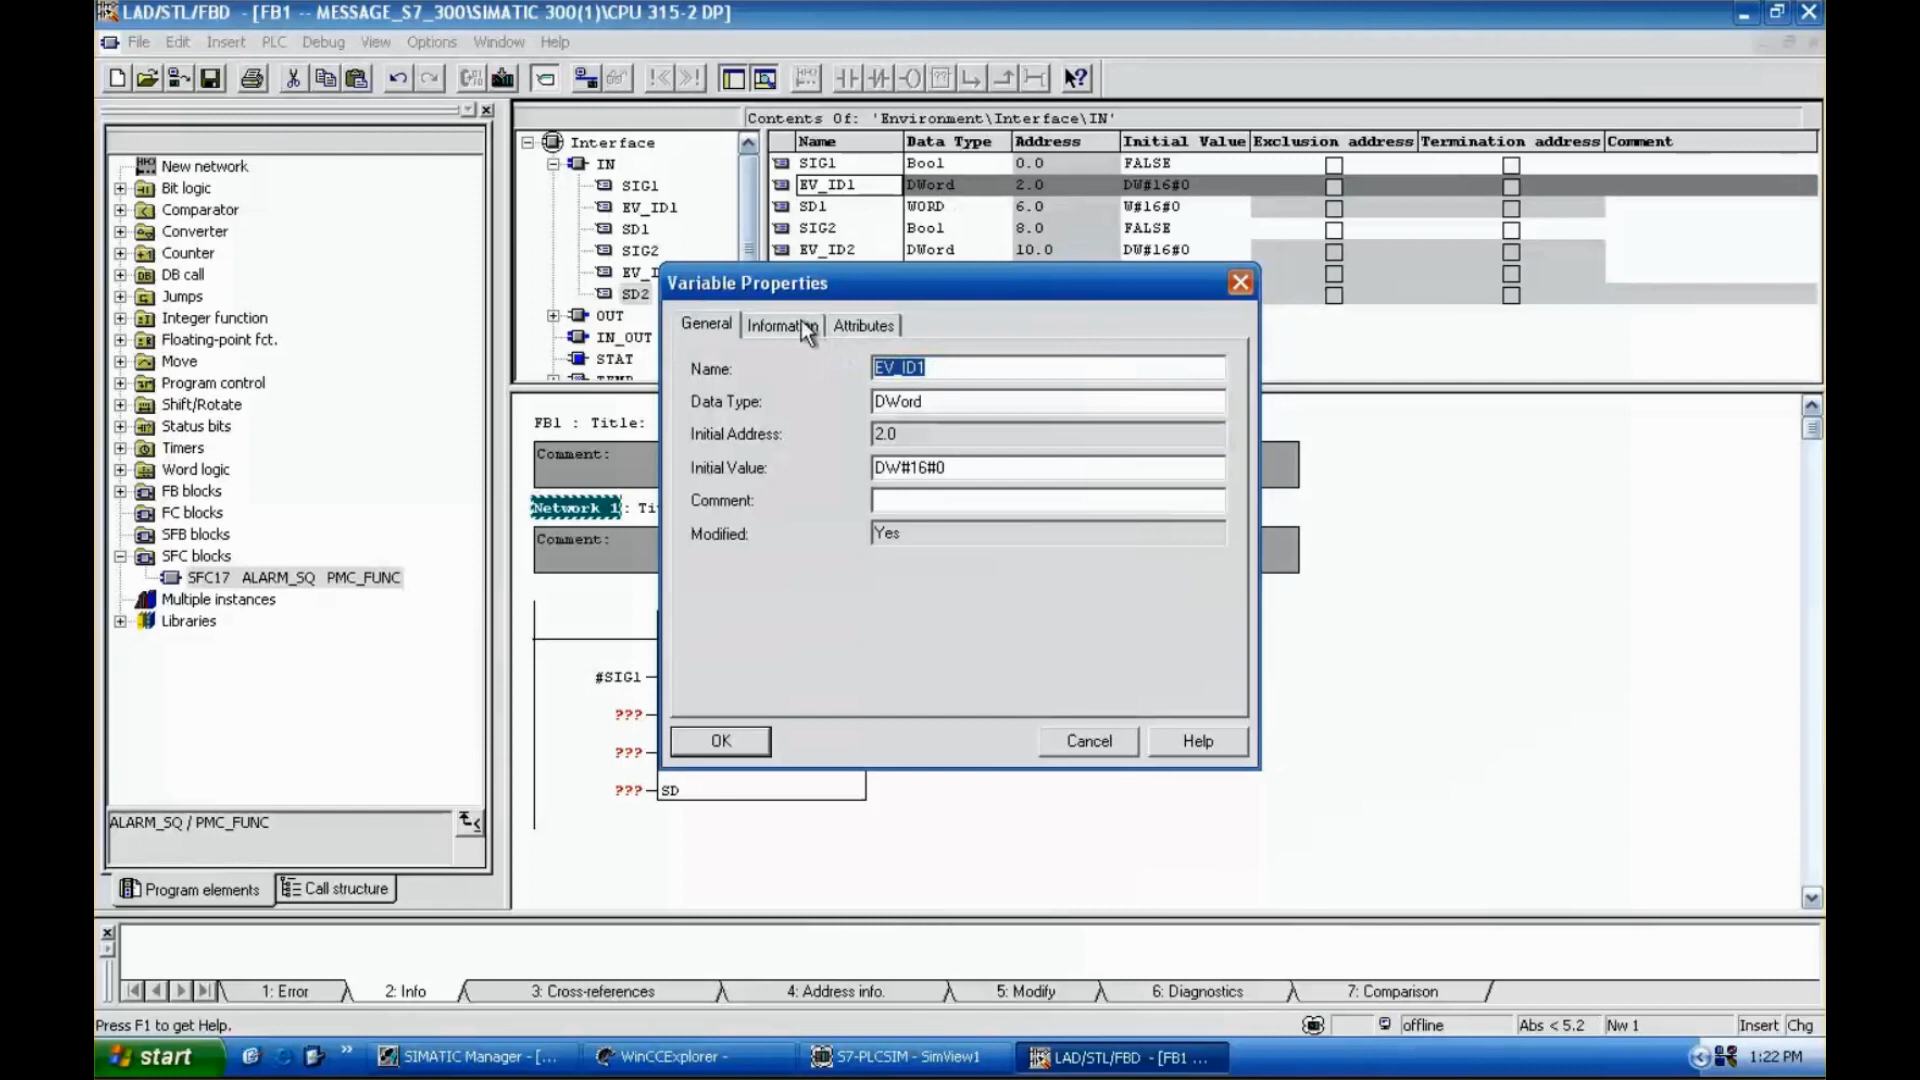 LAD/STL/FBD - [FB1 -- MESSAGE_S7_300\SIMATIC 300(1)\CPU 315-2 DP]
File Edit Insert PLC Debug View Options Window Help
New network
Bit logic
Comparator
Converter
Counter
DB call
Jumps
Integer function
Floating-point fct.
Move
Program control
Shift/Rotate
Status bits
Timers
Word logic
FB blocks
FC blocks
SFB blocks
SFC blocks
SFC17 ALARM_SQ PMC_FUNC
Multiple instances
Libraries
ALARM_SQ / PMC_FUNC
Program elements Call structure
Interface
IN
SIG1
EV_ID1
SD1
SIG2
EV_I
SD2
OUT
IN_OUT
STAT
Contents Of: 'Environment\Interface\IN'
Name Data Type Address Initial Value Exclusion address Termination address Comment
SIG1 Bool 0.0 FALSE
EV_ID1 DWord 2.0 DW#16#0
SD1 WORD 6.0 W#16#0
SIG2 Bool 8.0 FALSE
EV_ID2 DWord 10.0 DW#16#0
FB1 : Title:
Comment:
Network 1: Ti
Comment:
#SIG1
???
???
??? SD
Variable Properties
General Information Attributes
Name: EV_ID1
Data Type: DWord
Initial Address: 2.0
Initial Value: DW#16#0
Comment:
Modified: Yes
OK Cancel Help
1: Error 2: Info 3: Cross-references 4: Address info. 5: Modify 6: Diagnostics 7: Comparison
Press F1 to get Help. offline Abs < 5.2 Nw 1 Insert Chg
start SIMATIC Manager - [... WinCCExplorer - S7-PLCSIM - SimView1 LAD/STL/FBD - [FB1 ... 1:22 PM